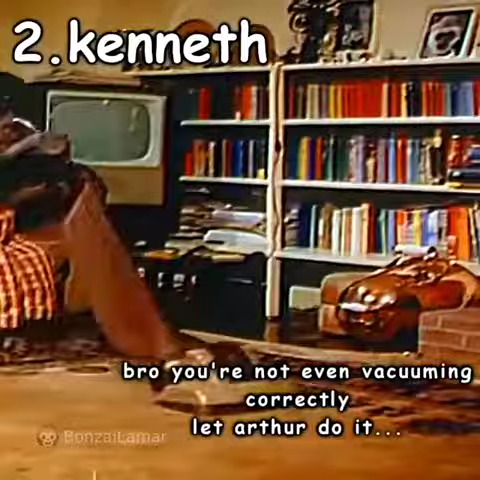 2.kenneth
bro you're not even vacuuming
correctly
let arthur do it...
BonzaiLamar